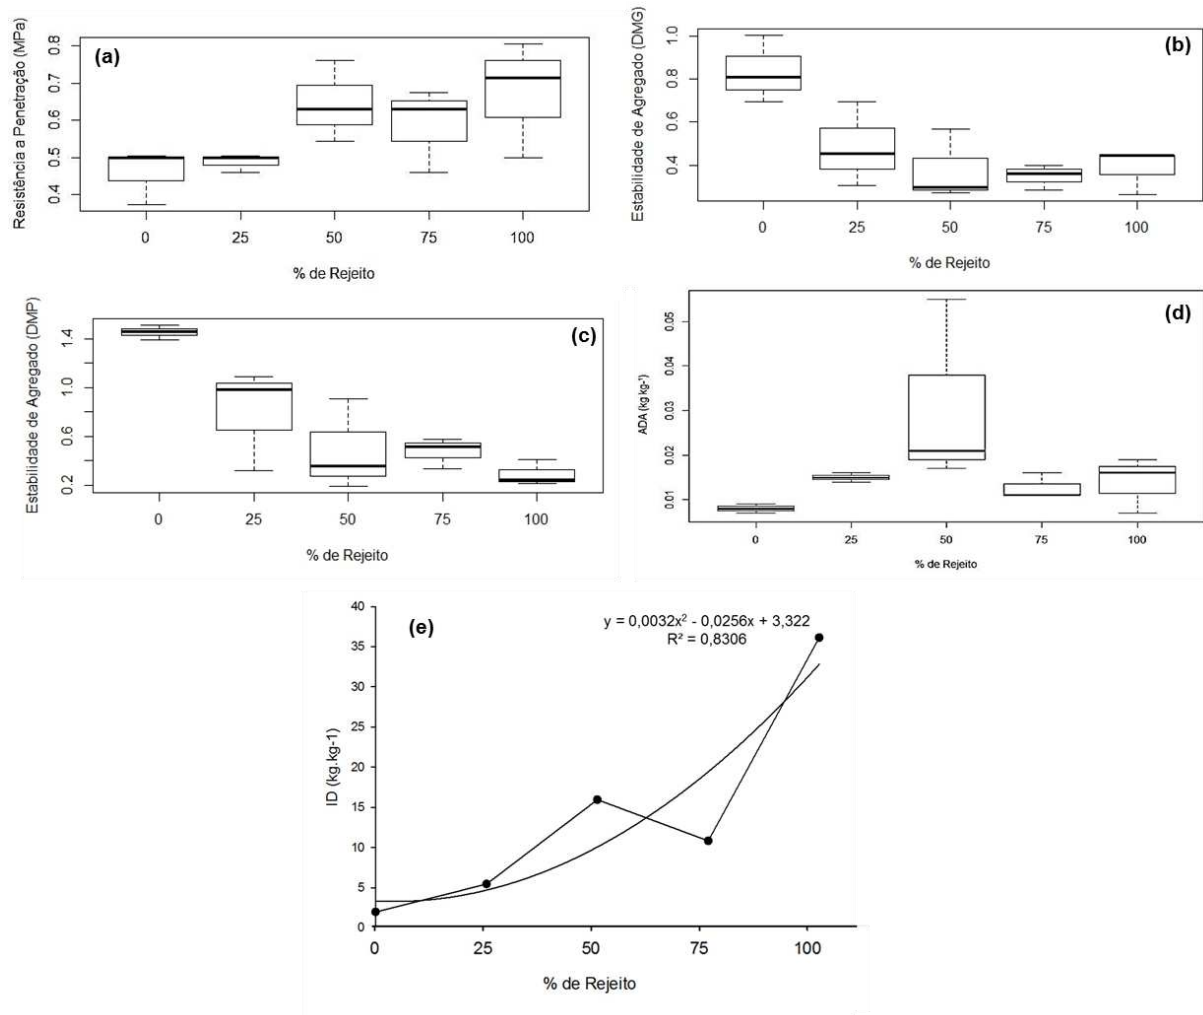 (a)
Resistência a Penetração (MPa)
0.8
0.7
0.6
0.5
0.4
0 25 50 75 100
% de Rejeito
(b)
Estabilidade de Agregado (DMG)
1.0
0.8
0.6
0.4
0 25 50 75 100
% de Rejeito
(c)
Estabilidade de Agregado (DMP)
1.4
1.0
0.6
0.2
0 25 50 75 100
% de Rejeito
(d)
ADA (kg kg-¹)
0.05
0.04
0.03
0.02
0.01
0 25 50 75 100
% de Rejeito
(e)
y = 0,0032x² - 0,0256x + 3,322
R² = 0,8306
ID (kg.kg-1)
40
35
30
25
20
15
10
5
0
0 25 50 75 100
% de Rejeito